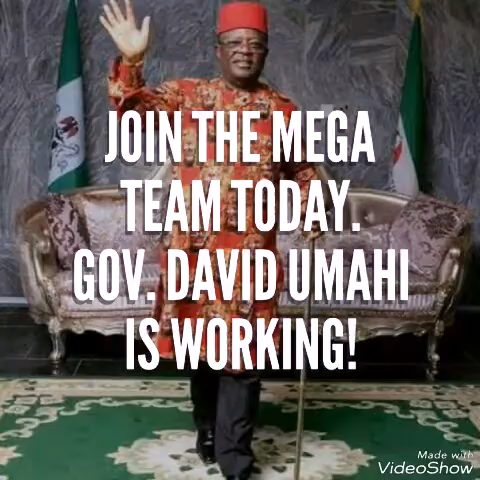 JOIN THE MEGA
TEAM TODAY.
GOV. DAVID UMAHI
IS WORKING!
Made with
VideoShow